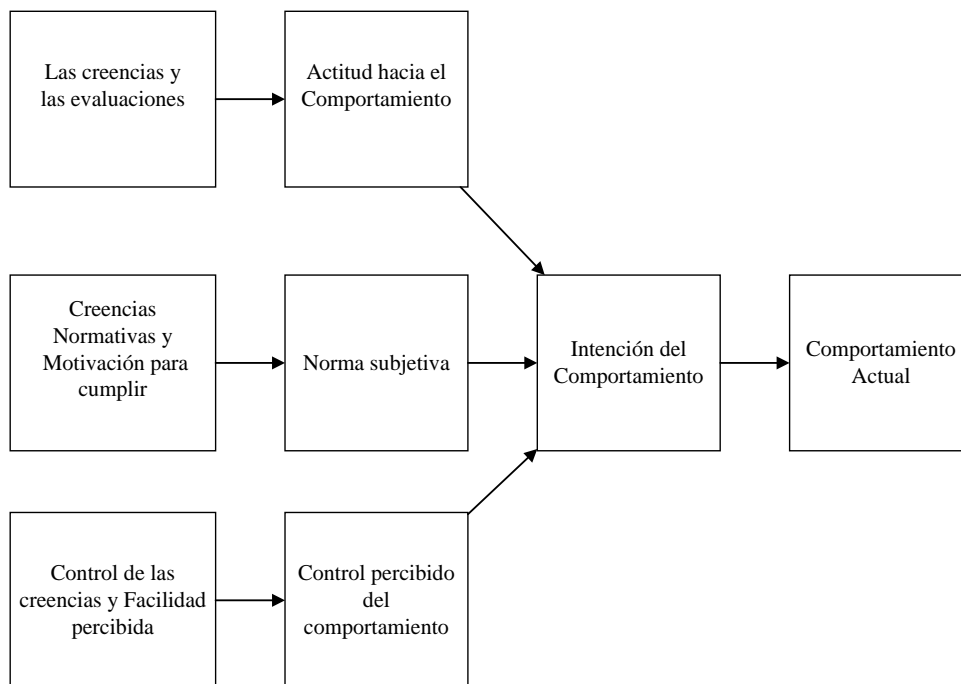 Las creencias y
las evaluaciones
Actitud hacia el
Comportamiento
Creencias
Normativas y
Motivación para
cumplir
Norma subjetiva
Intención del
Comportamiento
Comportamiento
Actual
Control de las
creencias y Facilidad
percibida
Control percibido
del
comportamiento